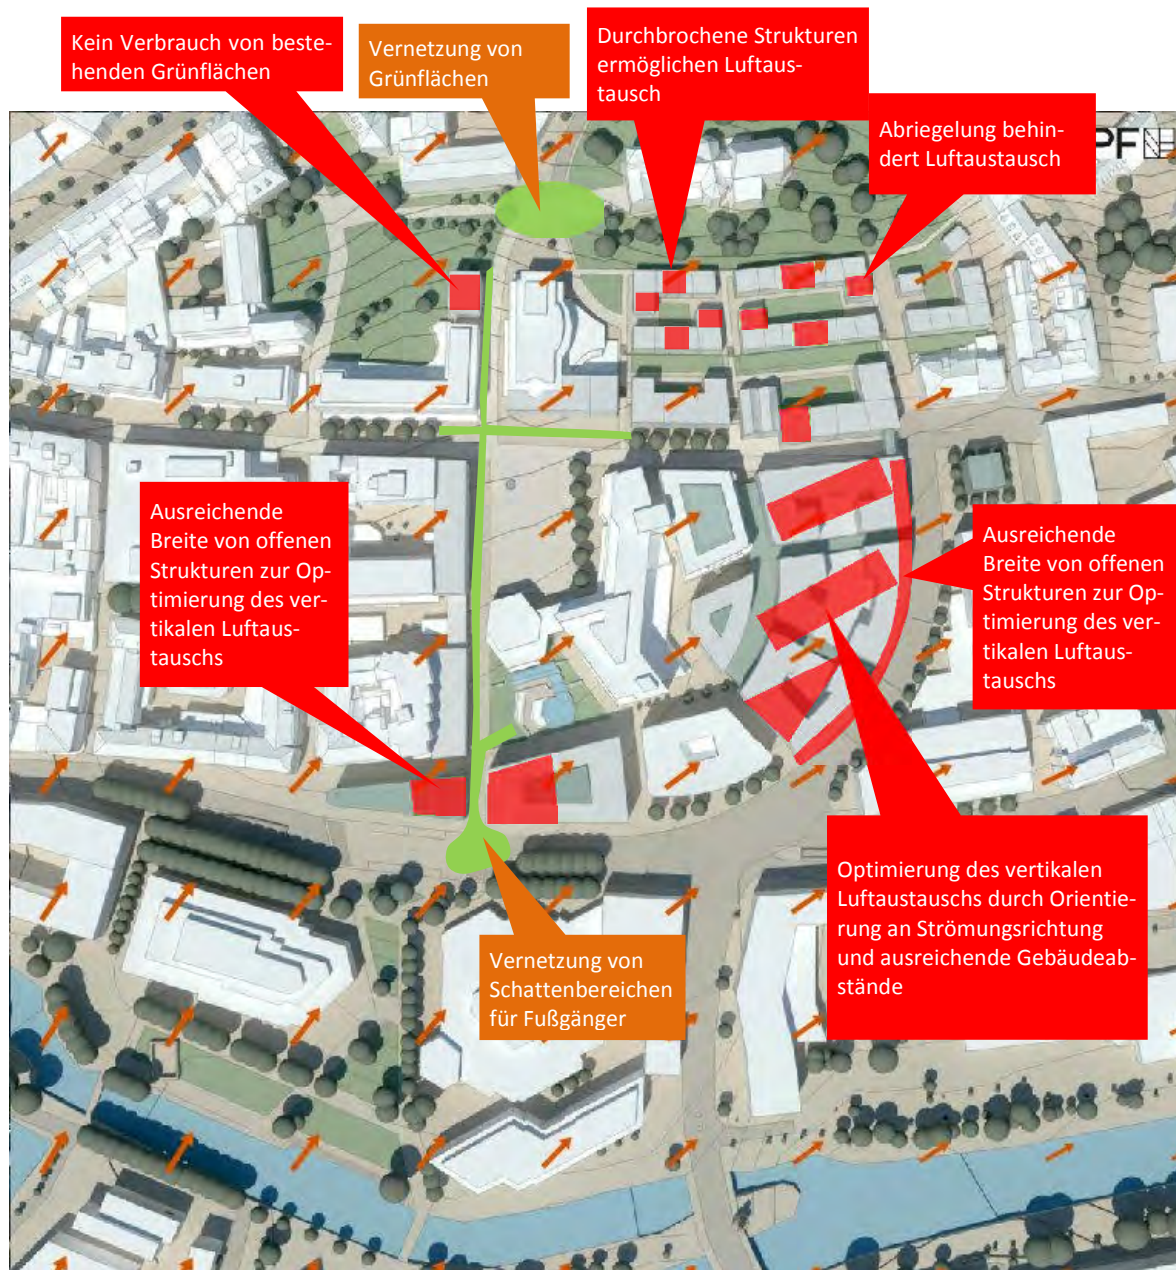 Kein Verbrauch von beste-
henden Grünflächen
Vernetzung von
Grünflächen
Durchbrochene Strukturen
ermöglichen Luftaus-
tausch
Abriegelung behin-
dert Luftaustausch
PF
Ausreichende
Breite von offenen
Strukturen zur Op-
timierung des ver-
tikalen Luftaus-
tauschs
Ausreichende
Breite von offenen
Strukturen zur Op-
timierung des ver-
tikalen Luftaus-
tauschs
Optimierung des vertikalen
Luftaustauschs durch Orientie-
rung an Strömungsrichtung
und ausreichende Gebäudeab-
stände
Vernetzung von
Schattenbereichen
für Fußgänger